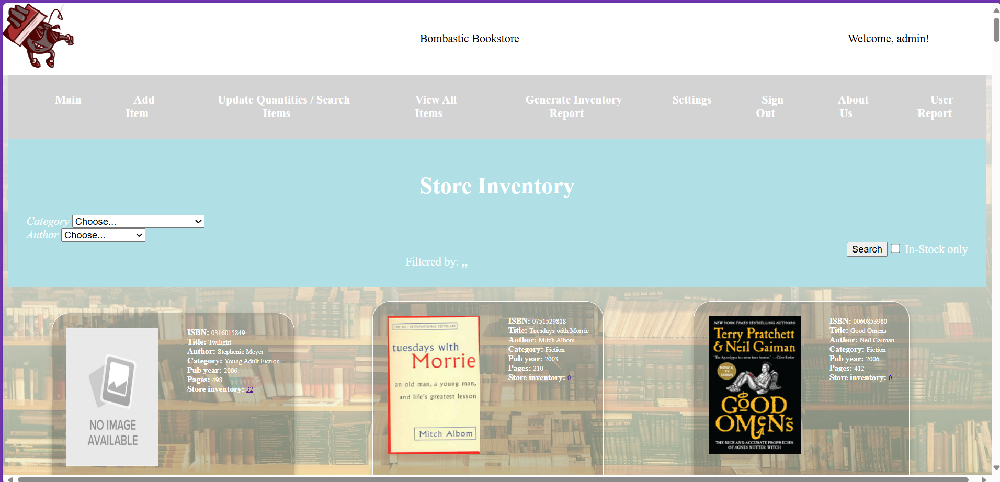 Bombastic Bookstore
Welcome, admin!
Main
Add
Item
Update Quantities / Search
Items
View All
Items
Generate Inventory
Report
Settings
Sign
Out
About
Us
User
Report
Store Inventory
Category Choose...
Author Choose...
Search In-Stock only
Filtered by: ,,
NO IMAGE
AVAILABLE
ISBN: 0316015849
Title: Twilight
Author: Stephenie Meyer
Category: Young Adult Fiction
Pub year: 2006
Pages: 498
Store inventory: 32
THE No 1 INTERNATIONAL BESTSELLER
tuesdays with
Morrie
an old man, a young man,
and life's greatest lesson
Mitch Albom
ISBN: 0751529818
Title: Tuesdays with Morrie
Author: Mitch Albom
Category: Fiction
Pub year: 2003
Pages: 210
Store inventory: 0
NEW YORK TIMES BESTSELLING AUTHORS
Terry Pratchett
& Neil Gaiman
"The Apocalypse has never been funnier." —Clive Barker
NOW A
TV
SERIES
GOOD
OMENS
THE NICE AND ACCURATE PROPHECIES
OF AGNES NUTTER, WITCH
ISBN: 0060853980
Title: Good Omens
Author: Neil Gaiman
Category: Fiction
Pub year: 2006
Pages: 412
Store inventory: 0